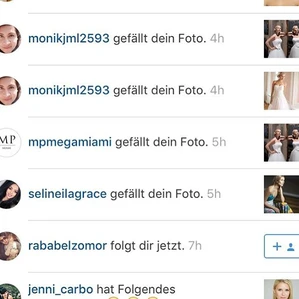 monikjml2593 gefällt dein Foto. 4h
monikjml2593 gefällt dein Foto. 4h
MP
mpmegamiami gefällt dein Foto. 5h
selineilagrace gefällt dein Foto. 5h
rababelzomor folgt dir jetzt. 7h
jenni_carbo hat Folgendes